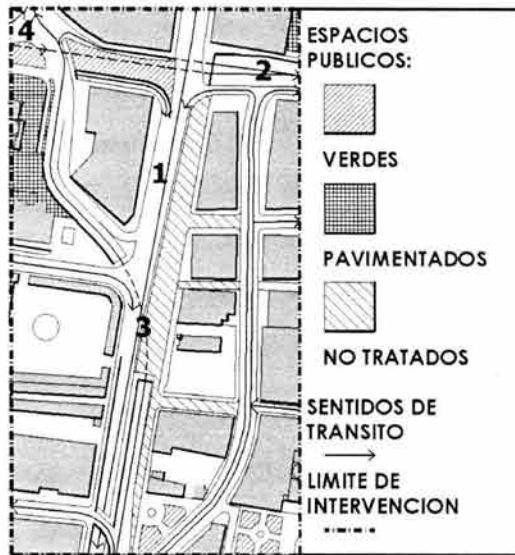 4
2
1
3
ESPACIOS
PUBLICOS:
VERDES
PAVIMENTADOS
NO TRATADOS
SENTIDOS DE
TRANSITO
LIMITE DE
INTERVENCION